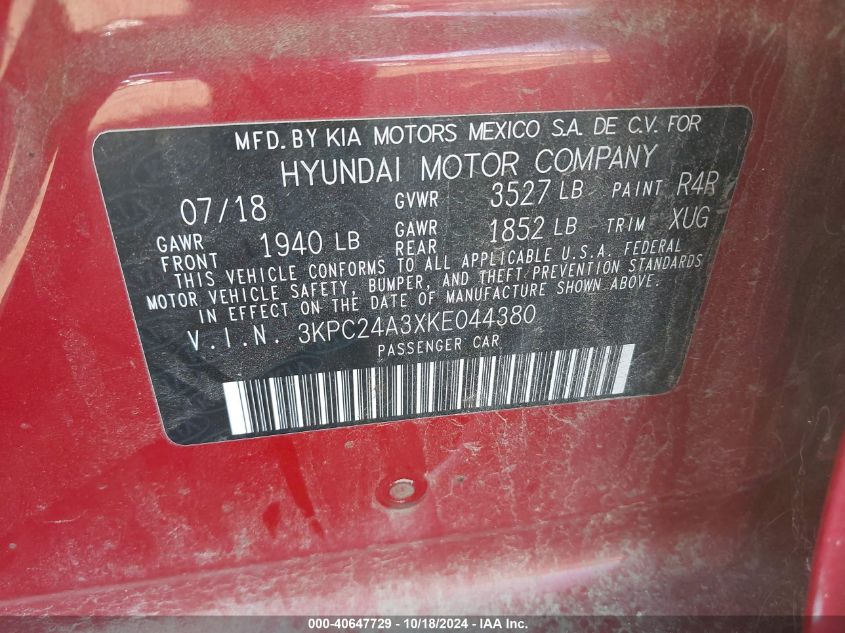 MFD. BY KIA MOTORS MEXICO S.A. DE C.V. FOR
HYUNDAI MOTOR COMPANY
07/18 GVWR 3527 LB PAINT R4R
GAWR FRONT 1940 LB GAWR REAR 1852 LB TRIM XUG
THIS VEHICLE CONFORMS TO ALL APPLICABLE U.S.A. FEDERAL
MOTOR VEHICLE SAFETY, BUMPER, AND THEFT PREVENTION STANDARDS
IN EFFECT ON THE DATE OF MANUFACTURE SHOWN ABOVE.
V.I.N. 3KPC24A3XKE044380
PASSENGER CAR
000-40647729 - 10/18/2024 - IAAI.com